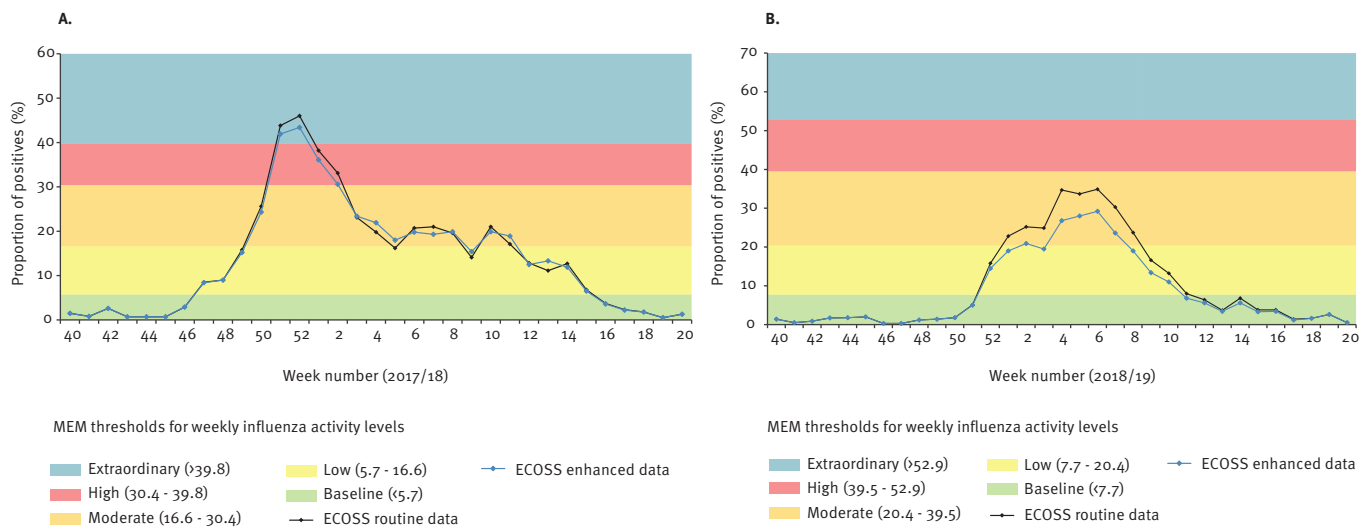 A.
60
50
40
30
20
10
0
Proportion of positives (%)
40 42 44 46 48 50 52 2 4 6 8 10 12 14 16 18 20
Week number (2017/18)
MEM thresholds for weekly influenza activity levels
Extraordinary (>39.8)
High (30.4 - 39.8)
Moderate (16.6 - 30.4)
Low (5.7 - 16.6)
Baseline (<5.7)
ECOSS routine data
ECOSS enhanced data
B.
70
60
50
40
30
20
10
0
Proportion of positives (%)
40 42 44 46 48 50 52 2 4 6 8 10 12 14 16 18 20
Week number (2018/19)
MEM thresholds for weekly influenza activity levels
Extraordinary (>52.9)
High (39.5 - 52.9)
Moderate (20.4 - 39.5)
Low (7.7 - 20.4)
Baseline (<7.7)
ECOSS routine data
ECOSS enhanced data